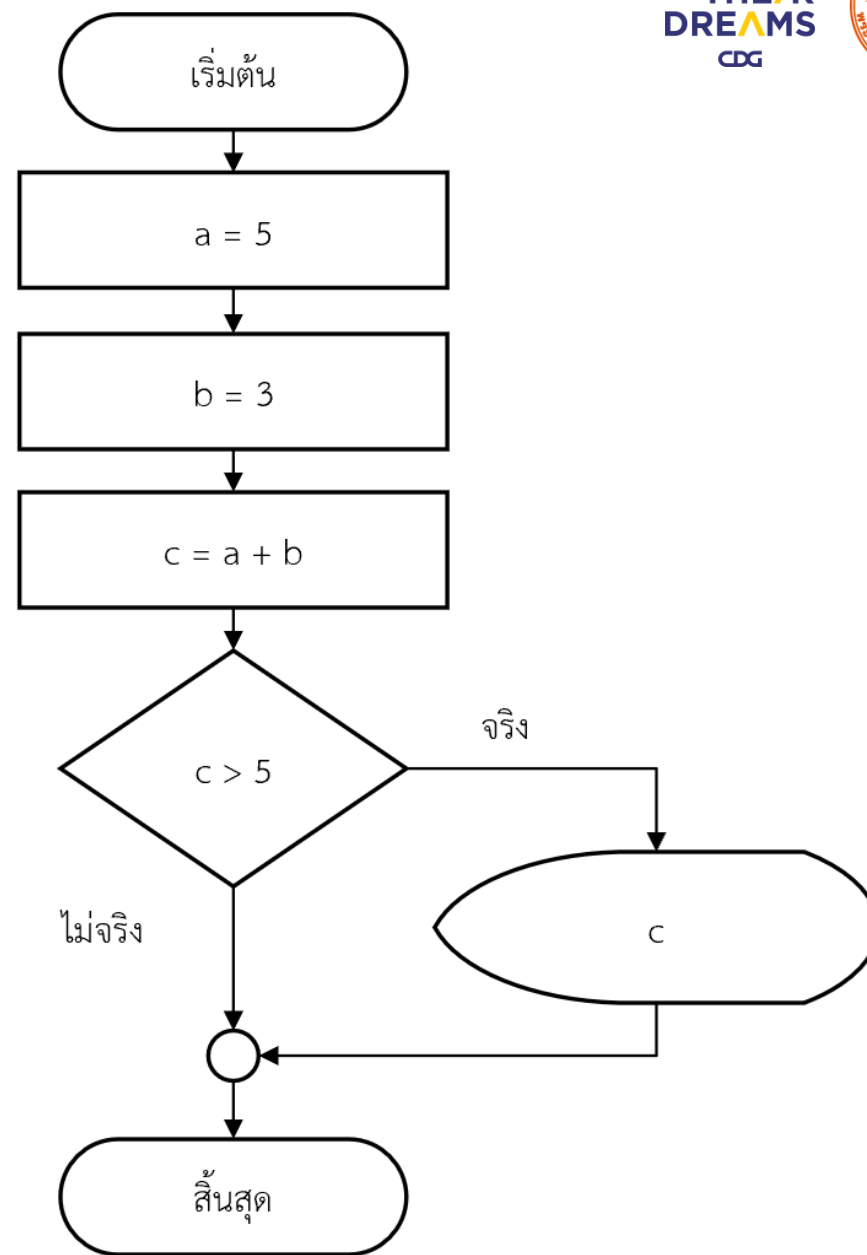 DREAMS
CDG
เริ่มต้น
a = 5
b = 3
c = a + b
c > 5
จริง
ไม่จริง
c
สิ้นสุด